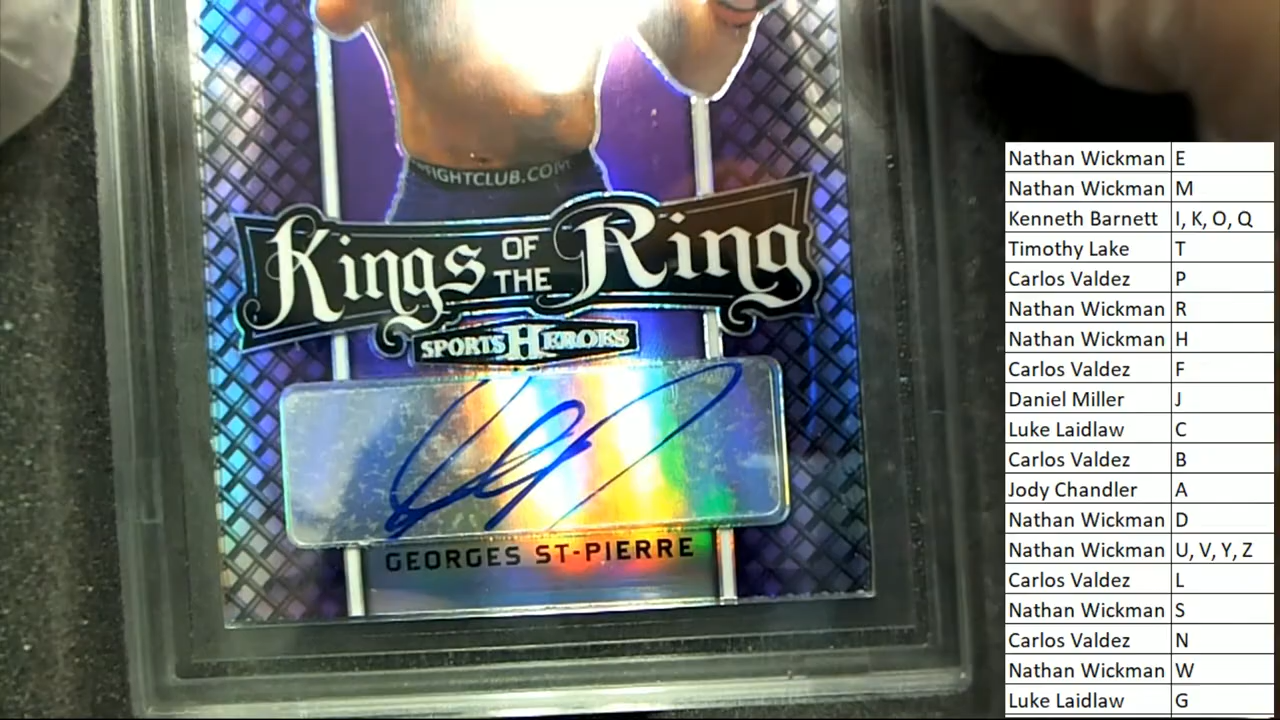 FIGHTCLUB.COM
Kings OF THE Ring
SPORTS HEROES
GEORGES ST-PIERRE
Nathan Wickman E
Nathan Wickman M
Kenneth Barnett I, K, O, Q
Timothy Lake T
Carlos Valdez P
Nathan Wickman R
Nathan Wickman H
Carlos Valdez F
Daniel Miller J
Luke Laidlaw C
Carlos Valdez B
Jody Chandler A
Nathan Wickman D
Nathan Wickman U, V, Y, Z
Carlos Valdez L
Nathan Wickman S
Carlos Valdez N
Nathan Wickman W
Luke Laidlaw G